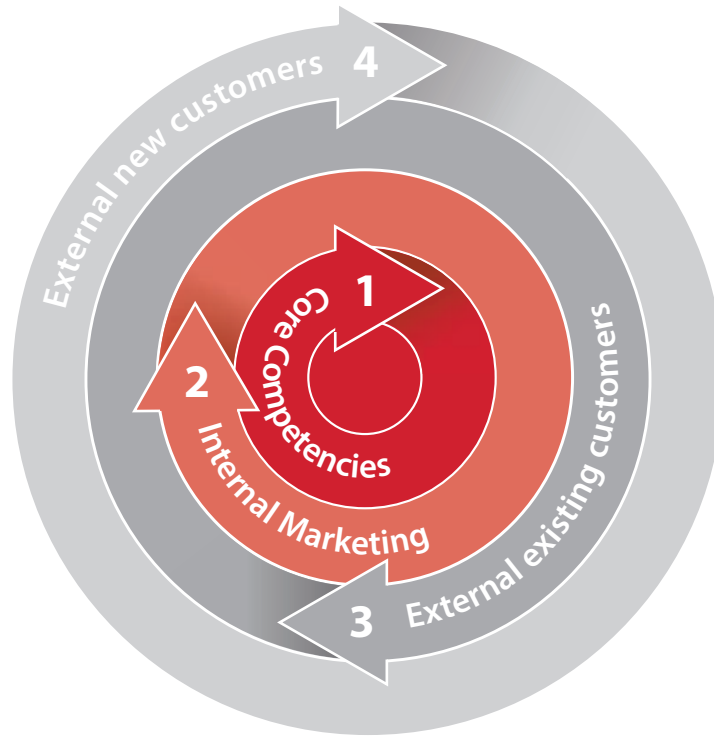 1
Core Competencies
2
Internal Marketing
3
External existing customers
4
External new customers